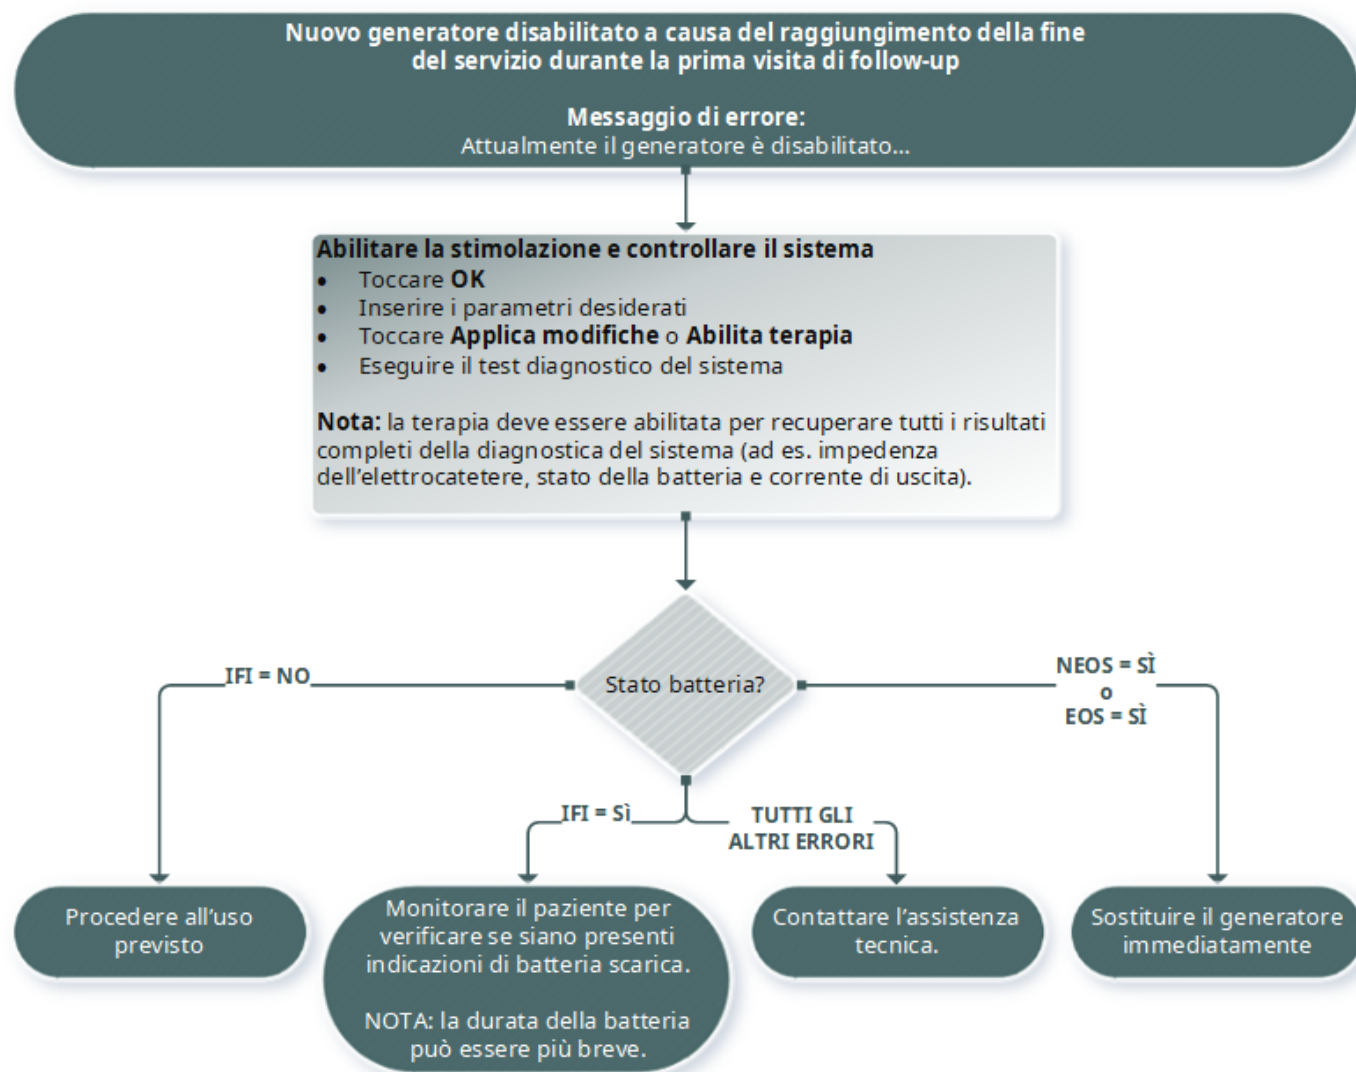 Nuovo generatore disabilitato a causa del raggiungimento della fine
del servizio durante la prima visita di follow-up
Messaggio di errore:
Attualmente il generatore è disabilitato...
Abilitare la stimolazione e controllare il sistema
• Toccare OK
• Inserire i parametri desiderati
• Toccare Applica modifiche o Abilita terapia
• Eseguire il test diagnostico del sistema
Nota: la terapia deve essere abilitata per recuperare tutti i risultati
completi della diagnostica del sistema (ad es. impedenza
dell'elettrocatetere, stato della batteria e corrente di uscita).
Stato batteria?
IFI = NO
NEOS = SÌ
o
EOS = SÌ
IFI = Sì
TUTTI GLI
ALTRI ERRORI
Procedere all'uso
previsto
Monitorare il paziente per
verificare se siano presenti
indicazioni di batteria scarica.
NOTA: la durata della batteria
può essere più breve.
Contattare l'assistenza
tecnica.
Sostituire il generatore
immediatamente